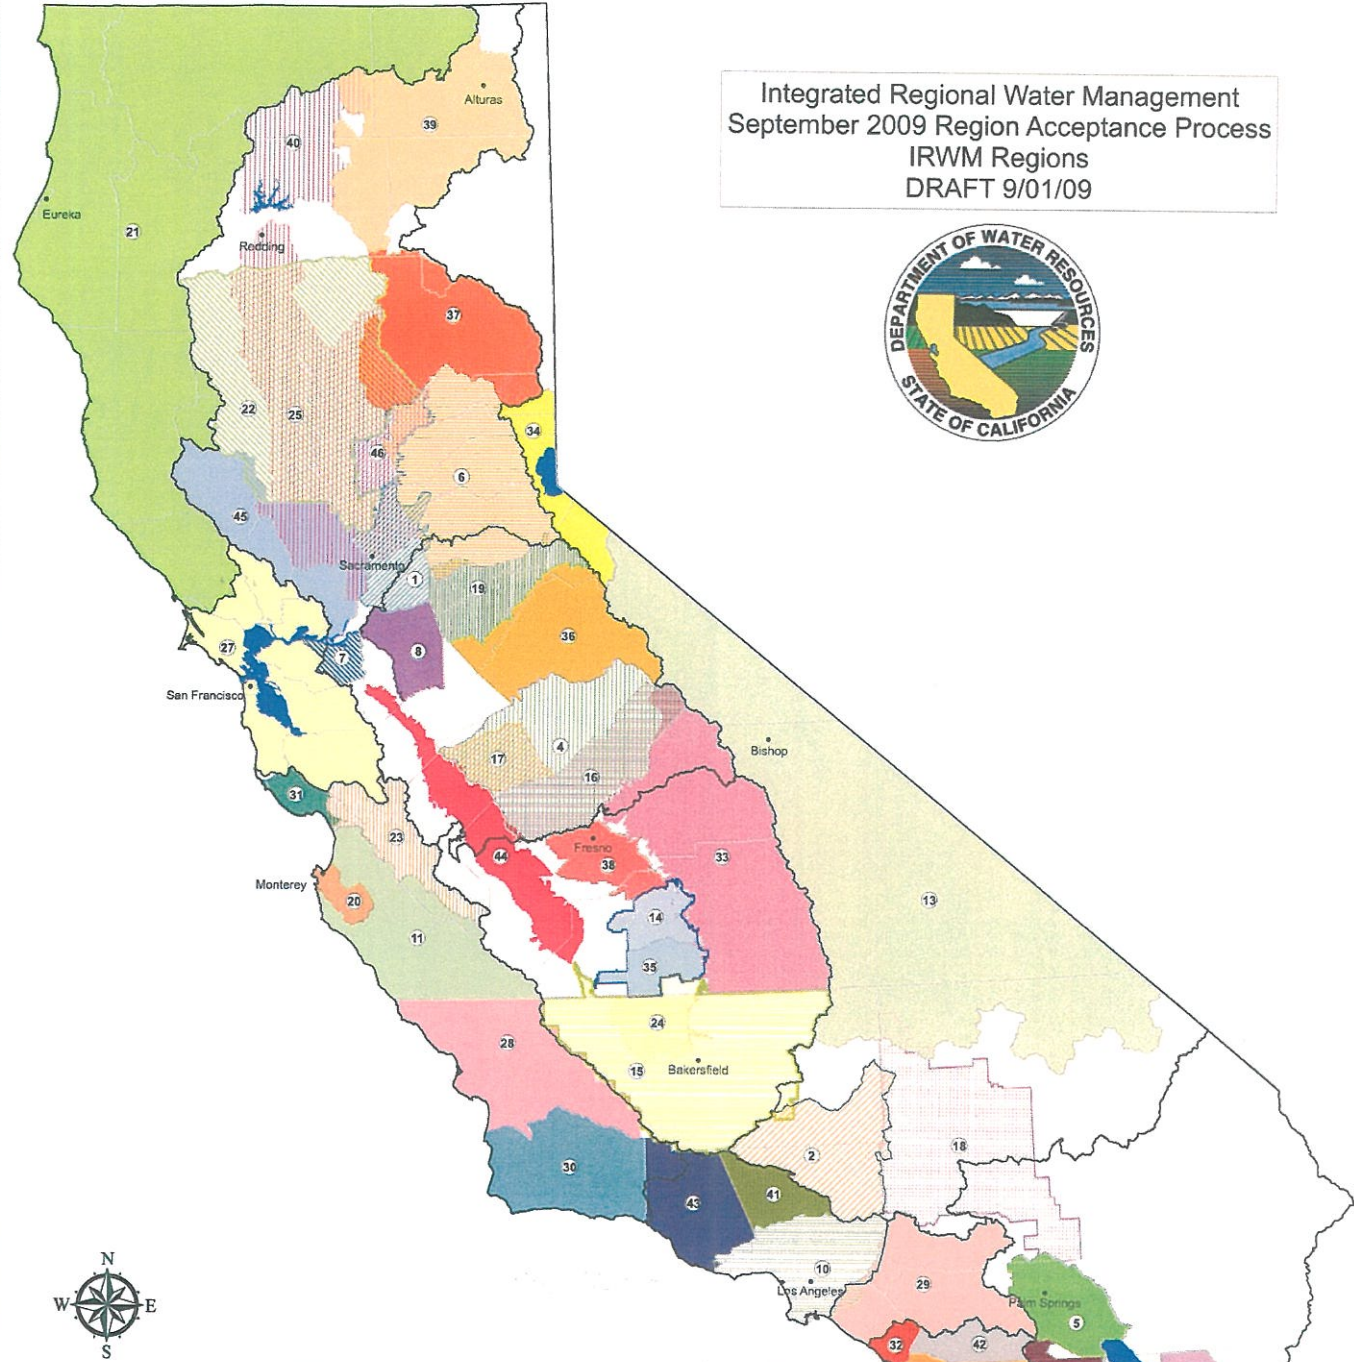 Integrated Regional Water Management
September 2009 Region Acceptance Process
IRWM Regions
DRAFT 9/01/09
DEPARTMENT OF WATER RESOURCES
STATE OF CALIFORNIA
Alturas
39
40
Eureka
21
Redding
37
22
25
34
46
6
45
Sacramento
1
19
36
27
7
8
San Francisco
Bishop
17
4
16
31
23
Fresno
44
38
33
Monterey
20
14
13
11
35
24
28
15
Bakersfield
18
2
30
41
43
N
W
E
S
10
Los Angeles
29
Palm Springs
5
32
42